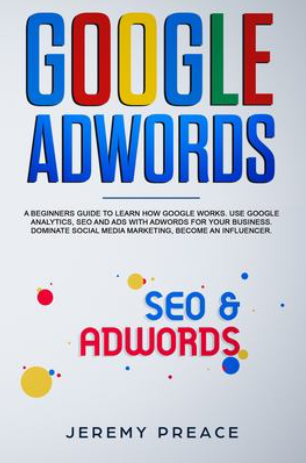 GOOGLE
ADWORDS
A BEGINNERS GUIDE TO LEARN HOW GOOGLE WORKS. USE GOOGLE
ANALYTICS, SEO AND ADS WITH ADWORDS FOR YOUR BUSINESS.
DOMINATE SOCIAL MEDIA MARKETING, BECOME AN INFLUENCER.
SEO &
ADWORDS
JEREMY PREACE